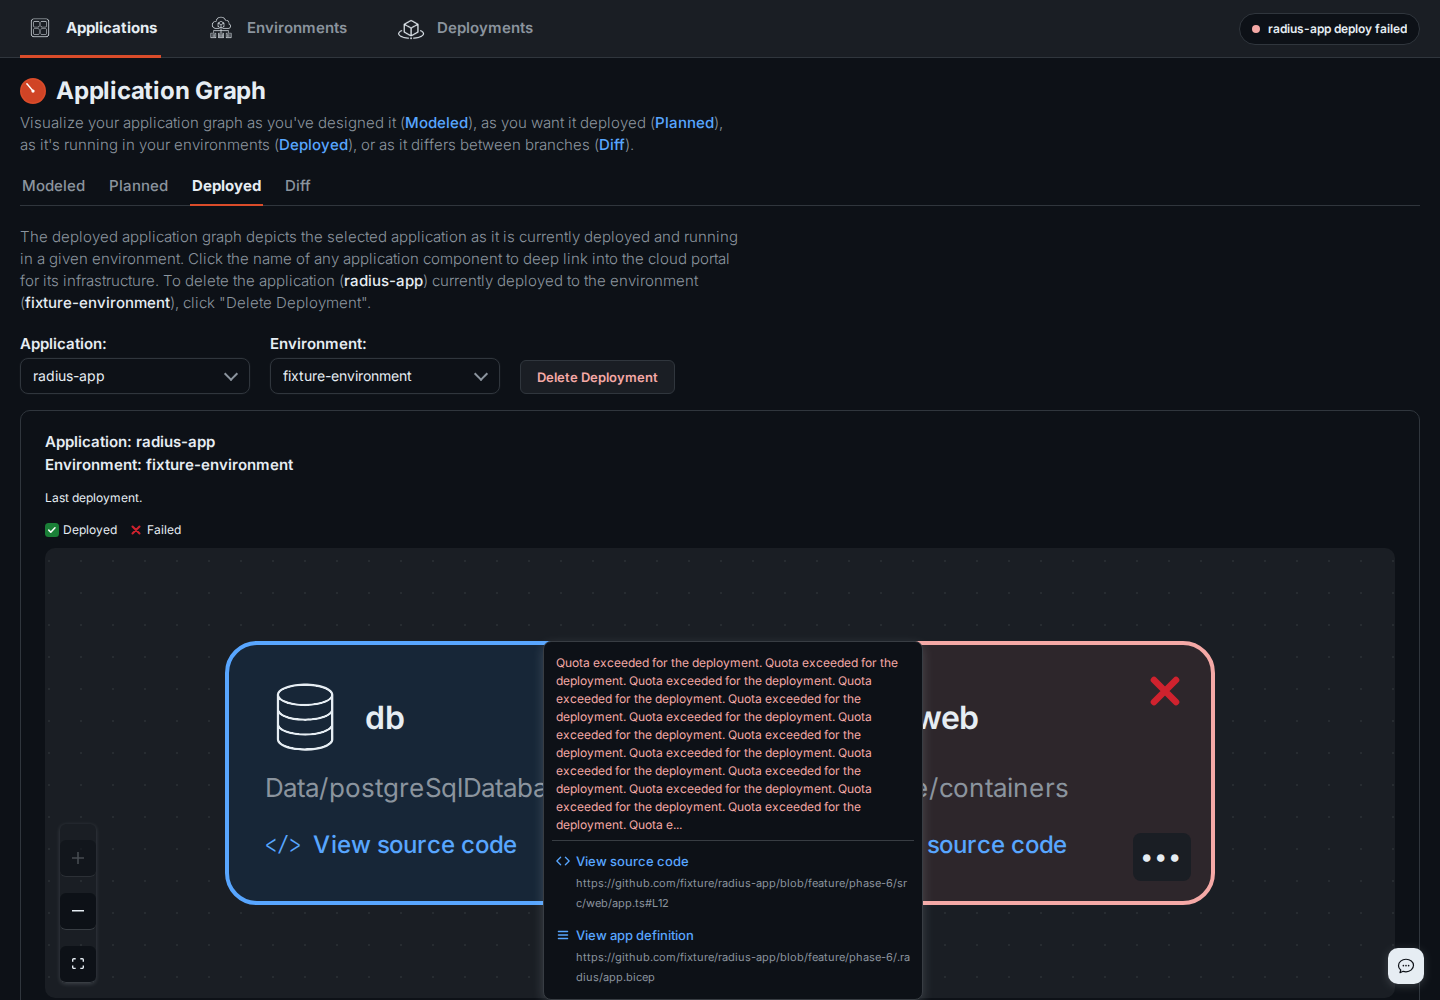 Applications
Environments
Deployments
radius-app deploy failed
Application Graph
Visualize your application graph as you've designed it (Modeled), as you want it deployed (Planned),
as it's running in your environments (Deployed), or as it differs between branches (Diff).
Modeled
Planned
Deployed
Diff
The deployed application graph depicts the selected application as it is currently deployed and running
in a given environment. Click the name of any application component to deep link into the cloud portal
for its infrastructure. To delete the application (radius-app) currently deployed to the environment
(fixture-environment), click "Delete Deployment".
Application:
Environment:
radius-app
fixture-environment
Delete Deployment
Application: radius-app
Environment: fixture-environment
Last deployment.
Deployed
Failed
db
Data/postgreSqlDataba
</> View source code
web
e/containers
source code
Quota exceeded for the deployment. Quota exceeded for the
deployment. Quota exceeded for the deployment. Quota
exceeded for the deployment. Quota exceeded for the
deployment. Quota exceeded for the deployment. Quota
exceeded for the deployment. Quota exceeded for the
deployment. Quota exceeded for the deployment. Quota
exceeded for the deployment. Quota exceeded for the
deployment. Quota exceeded for the deployment. Quota
exceeded for the deployment. Quota exceeded for the
deployment. Quota e...
View source code
https://github.com/fixture/radius-app/blob/feature/phase-6/sr
c/web/app.ts#L12
View app definition
https://github.com/fixture/radius-app/blob/feature/phase-6/.ra
dius/app.bicep